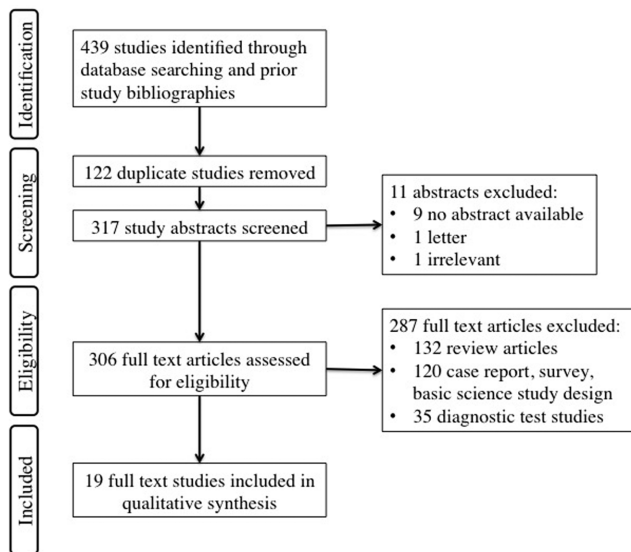 Identification
439 studies identified through
database searching and prior
study bibliographies
Screening
122 duplicate studies removed
317 study abstracts screened
11 abstracts excluded:
• 9 no abstract available
• 1 letter
• 1 irrelevant
Eligibility
306 full text articles assessed
for eligibility
287 full text articles excluded:
• 132 review articles
• 120 case report, survey,
basic science study design
• 35 diagnostic test studies
Included
19 full text studies included in
qualitative synthesis